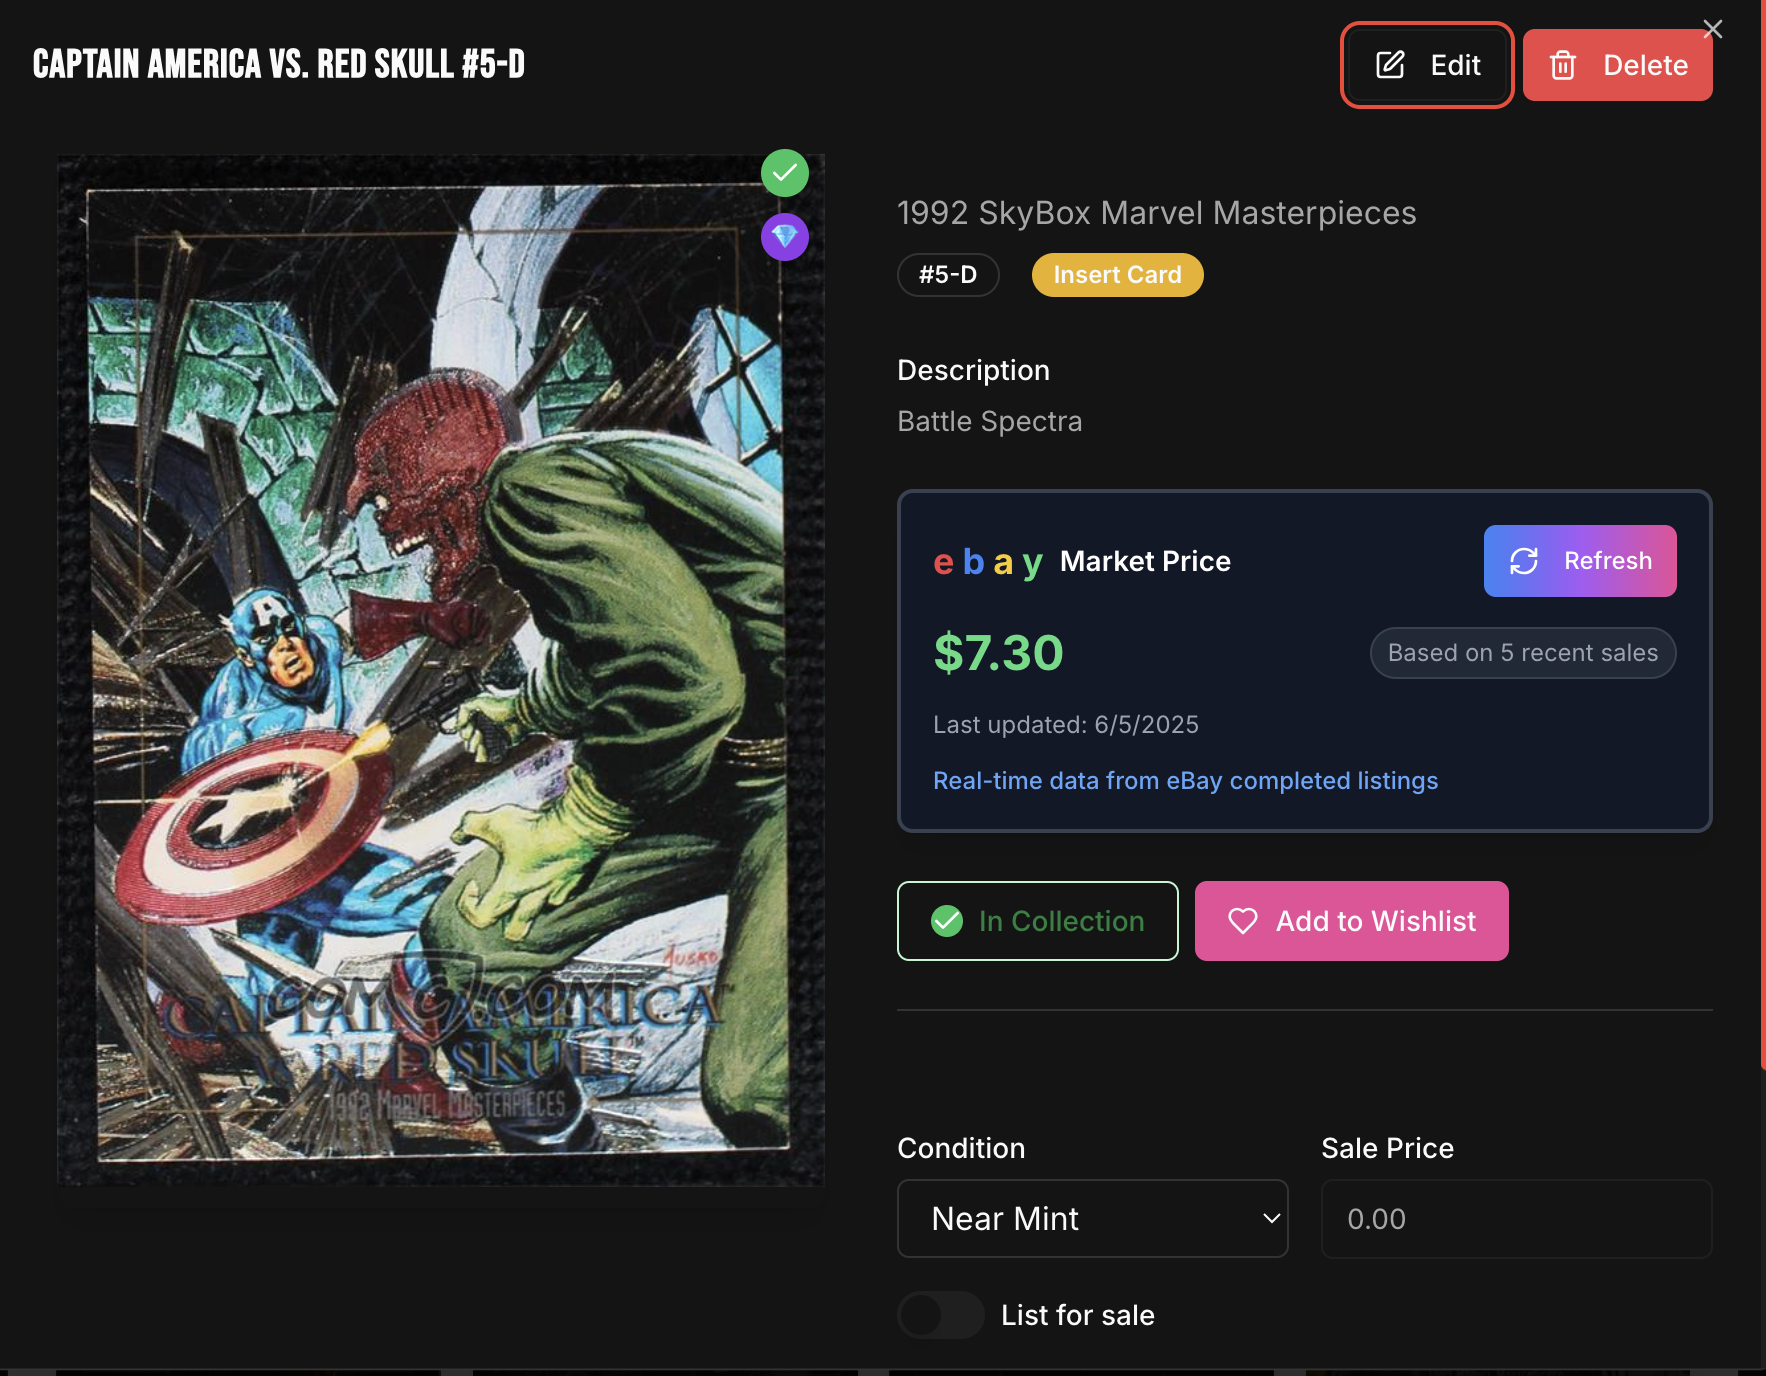 CAPTAIN AMERICA VS. RED SKULL #5-D
Edit
Delete
1992 SkyBox Marvel Masterpieces
#5-D
Insert Card
Description
Battle Spectra
ebay Market Price
Refresh
$7.30
Based on 5 recent sales
Last updated: 6/5/2025
Real-time data from eBay completed listings
In Collection
Add to Wishlist
Condition
Sale Price
Near Mint
0.00
List for sale
A
Jusko
COMC.COM
CAPTAIN AMERICA
RED SKULL
1992 MARVEL MASTERPIECES